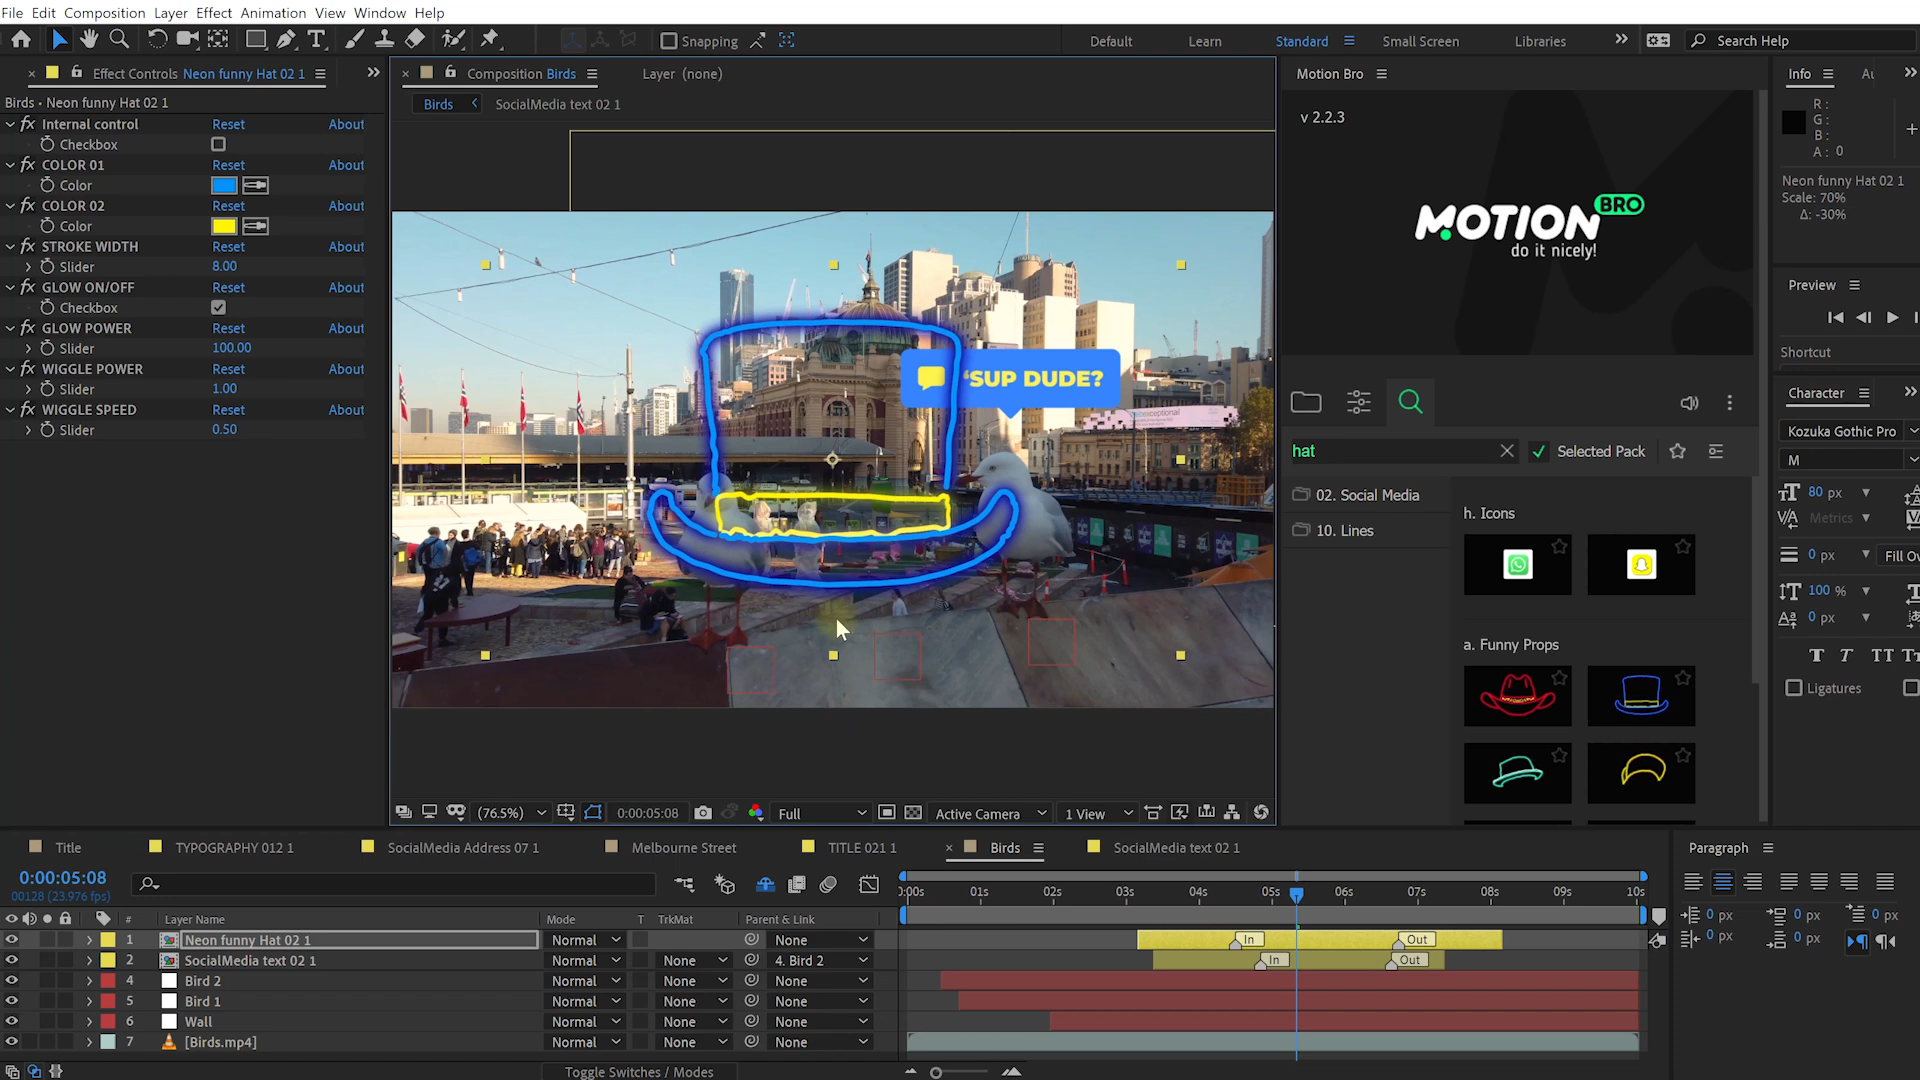 File Edit Composition Layer Effect Animation View Window Help
Snapping
Default Learn Standard Small Screen Libraries Search Help
Effect Controls Neon funny Hat 02 1
Birds • Neon funny Hat 02 1
fx Internal control Reset About
Checkbox
fx COLOR 01 Reset About
Color
fx COLOR 02 Reset About
Color
fx STROKE WIDTH Reset About
Slider 8.00
fx GLOW ON/OFF Reset About
Checkbox
fx GLOW POWER Reset About
Slider 100.00
fx WIGGLE POWER Reset About
Slider 1.00
fx WIGGLE SPEED Reset About
Slider 0.50
Composition Birds Layer (none)
Birds SocialMedia text 02 1
'SUP DUDE?
(76.5%) 0:00:05:08 Full Active Camera 1 View
Motion Bro
v 2.2.3
MOTION BRO
do it nicely!
hat Selected Pack
02. Social Media
10. Lines
h. Icons
a. Funny Props
Info Au
R :
G :
B :
A : 0
Neon funny Hat 02 1
Scale: 70%
Δ: -30%
Preview
Shortcut
Character
Kozuka Gothic Pro
M
80 px
Metrics
0 px Fill Ov
100 %
0 px
Ligatures
Title TYPOGRAPHY 012 1 SocialMedia Address 07 1 Melbourne Street TITLE 021 1 Birds SocialMedia text 02 1
0:00:05:08
00128 (23.976 fps)
:00s 01s 02s 03s 04s 05s 06s 07s 08s 09s 10s
# Layer Name Mode T TrkMat Parent & Link
1 Neon funny Hat 02 1 Normal None In Out
2 SocialMedia text 02 1 Normal None 4. Bird 2 In Out
4 Bird 2 Normal None None
5 Bird 1 Normal None None
6 Wall Normal None None
7 [Birds.mp4] Normal None None
Toggle Switches / Modes
Paragraph
0 px 0 px 0 px
0 px 0 px